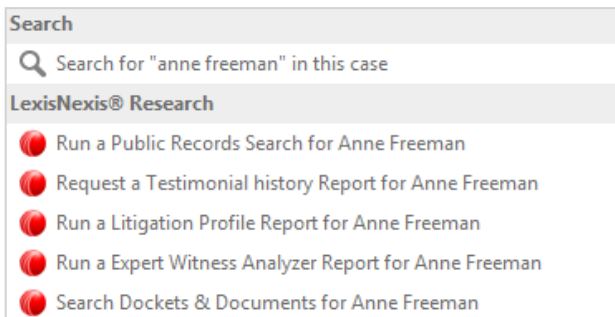 Search
Search for "anne freeman" in this case
LexisNexis® Research
Run a Public Records Search for Anne Freeman
Request a Testimonial history Report for Anne Freeman
Run a Litigation Profile Report for Anne Freeman
Run a Expert Witness Analyzer Report for Anne Freeman
Search Dockets & Documents for Anne Freeman